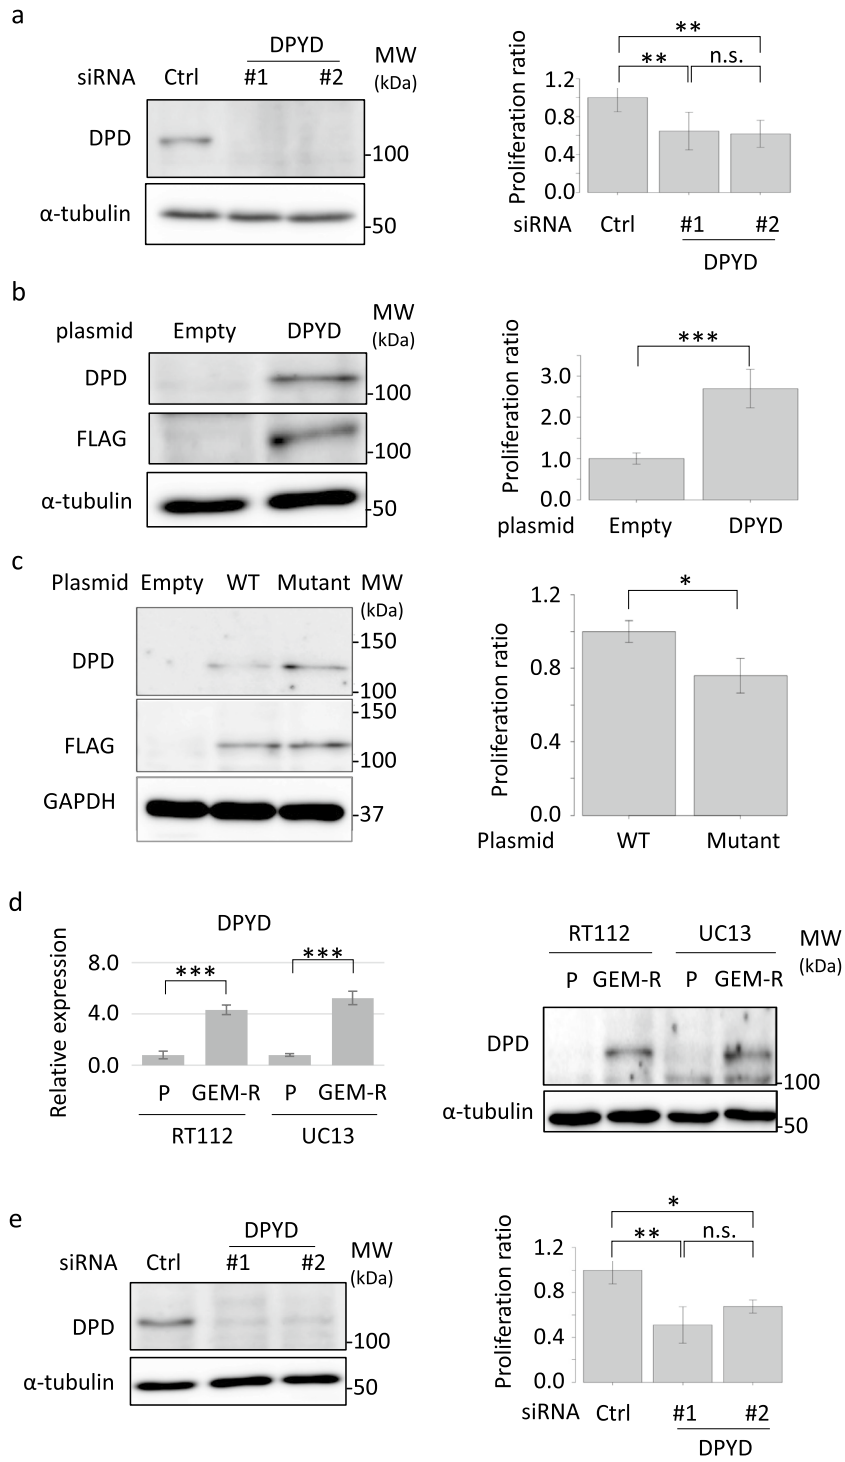 a
DPYD
siRNA Ctrl #1 #2 MW
(kDa)
DPD
-100
α-tubulin
-50
**
** n.s.
Proliferation ratio
1.2
0.8
0.4
0.0
siRNA Ctrl #1 #2
DPYD
b
plasmid Empty DPYD MW
(kDa)
DPD
-100
FLAG
-100
α-tubulin
-50
***
Proliferation ratio
3.0
2.0
1.0
0.0
plasmid Empty DPYD
c
Plasmid Empty WT Mutant MW
(kDa)
-150
DPD
-100
-150
FLAG
-100
GAPDH
-37
*
Proliferation ratio
1.2
0.8
0.4
0.0
Plasmid WT Mutant
d
DPYD
Relative expression
8.0
4.0
0.0
*** ***
P GEM-R P GEM-R
RT112 UC13
RT112 UC13 MW
(kDa)
P GEM-R P GEM-R
DPD
-100
α-tubulin
-50
e
DPYD
siRNA Ctrl #1 #2 MW
(kDa)
DPD
-100
α-tubulin
-50
*
** n.s.
Proliferation ratio
1.2
0.8
0.4
0.0
siRNA Ctrl #1 #2
DPYD